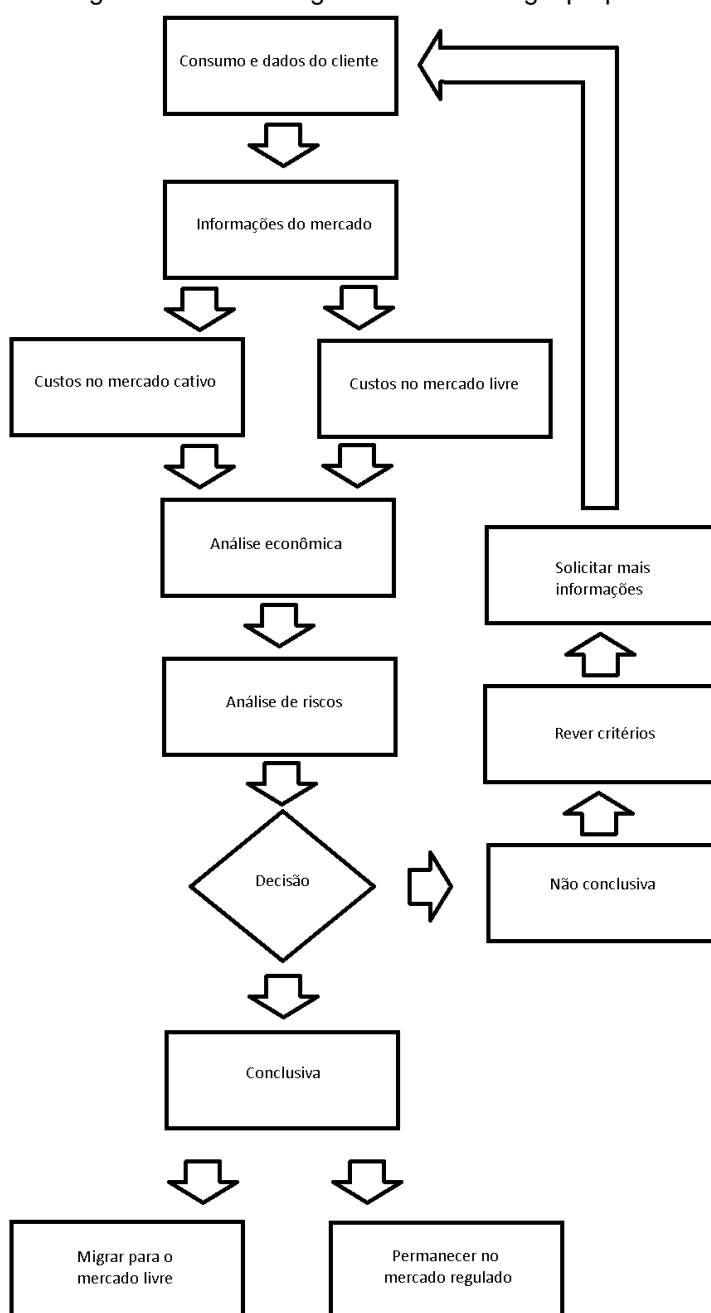 Consumo e dados do cliente
Informações do mercado
Custos no mercado cativo
Custos no mercado livre
Análise econômica
Solicitar mais
informações
Análise de riscos
Rever critérios
Decisão
Não conclusiva
Conclusiva
Migrar para o
mercado livre
Permanecer no
mercado regulado